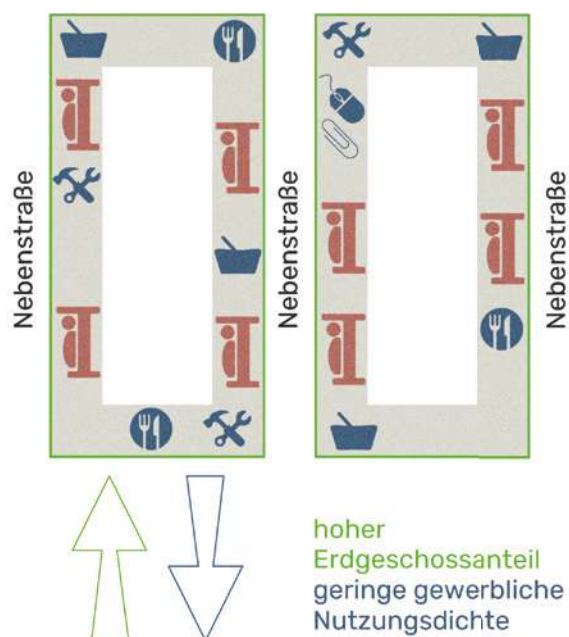 Nebenstraße
Nebenstraße
Nebenstraße
hoher
Erdgeschossanteil
geringe gewerbliche
Nutzungsdichte